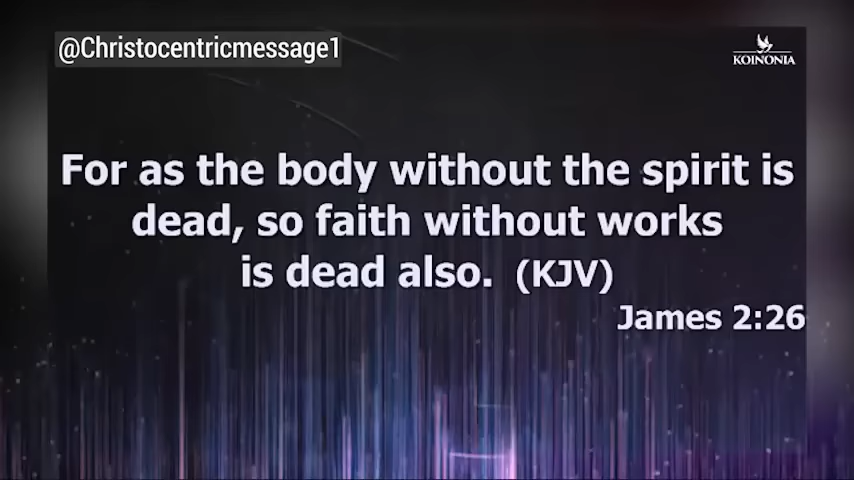 @Christocentricmessage1
KOINONIA
For as the body without the spirit is
dead, so faith without works
is dead also. (KJV)
James 2:26